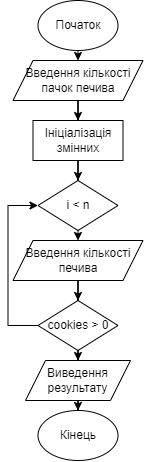 Початок
Введення кількості
пачок печива
Ініціалізація
змінних
i < n
Введення кількості
печива
cookies > 0
Виведення
результату
Кінець